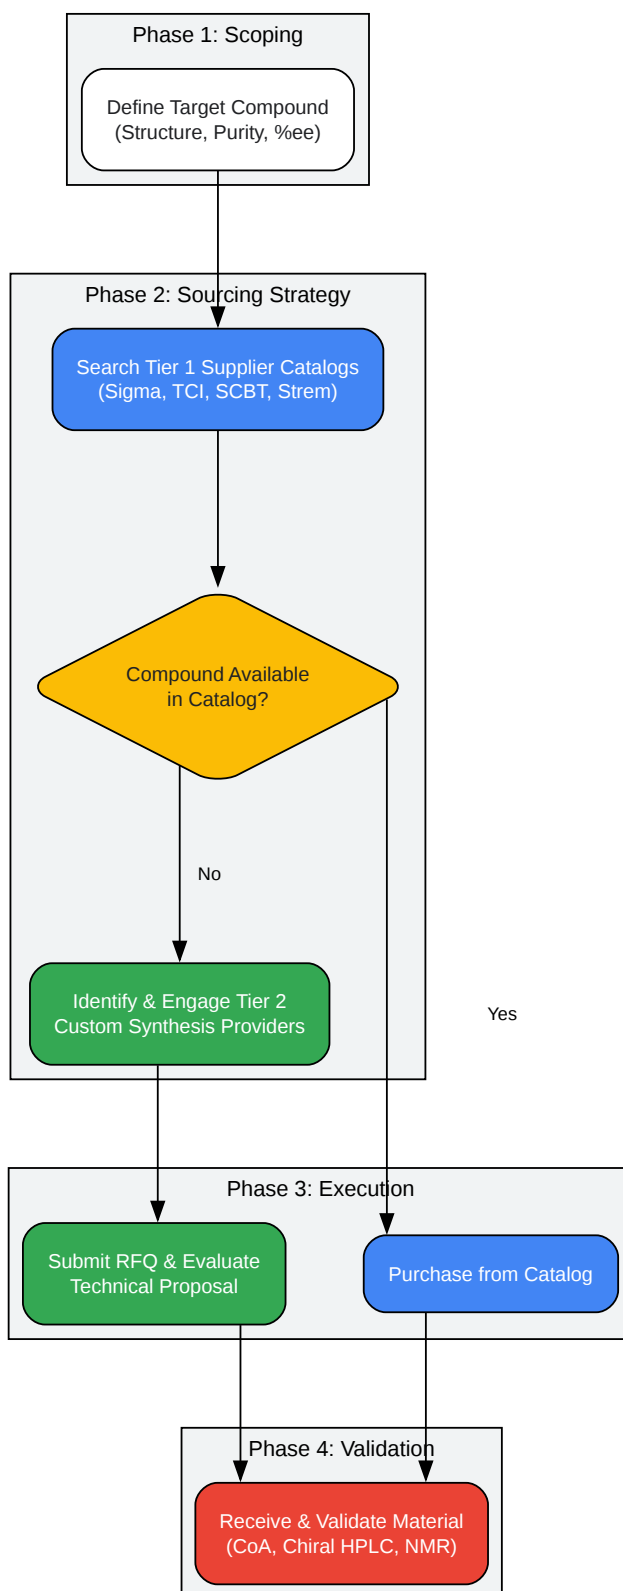 Phase 1: Scoping
Define Target Compound
(Structure, Purity, %ee)
Phase 2: Sourcing Strategy
Search Tier 1 Supplier Catalogs
(Sigma, TCI, SCBT, Strem)
Compound Available
in Catalog?
No
Identify & Engage Tier 2
Custom Synthesis Providers
Yes
Phase 3: Execution
Submit RFQ & Evaluate
Technical Proposal
Purchase from Catalog
Phase 4: Validation
Receive & Validate Material
(CoA, Chiral HPLC, NMR)